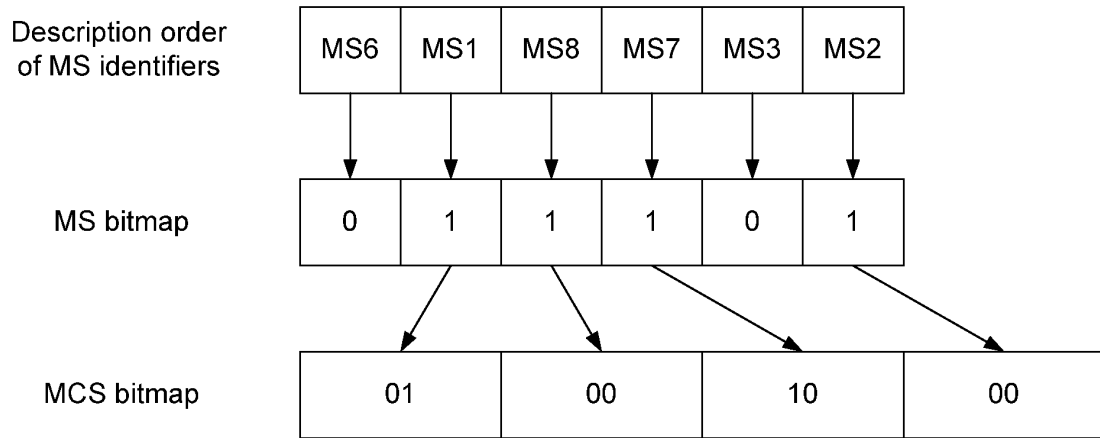 Description order
of MS identifiers
MS6 MS1 MS8 MS7 MS3 MS2
MS bitmap
0 1 1 1 0 1
MCS bitmap
01 00 10 00